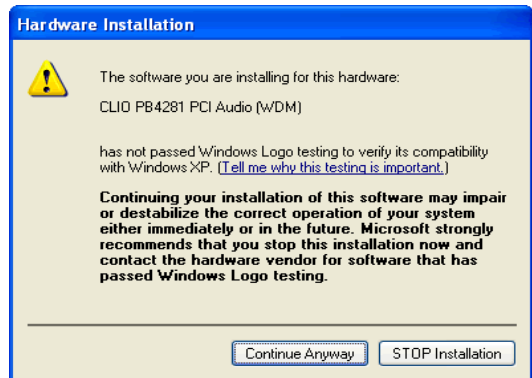 Hardware Installation
The software you are installing for this hardware:
CLIO PB4281 PCI Audio (WDM)
has not passed Windows Logo testing to verify its compatibility
with Windows XP. (Tell me why this testing is important.)
Continuing your installation of this software may impair
or destabilize the correct operation of your system
either immediately or in the future. Microsoft strongly
recommends that you stop this installation now and
contact the hardware vendor for software that has
passed Windows Logo testing.
Continue Anyway STOP Installation